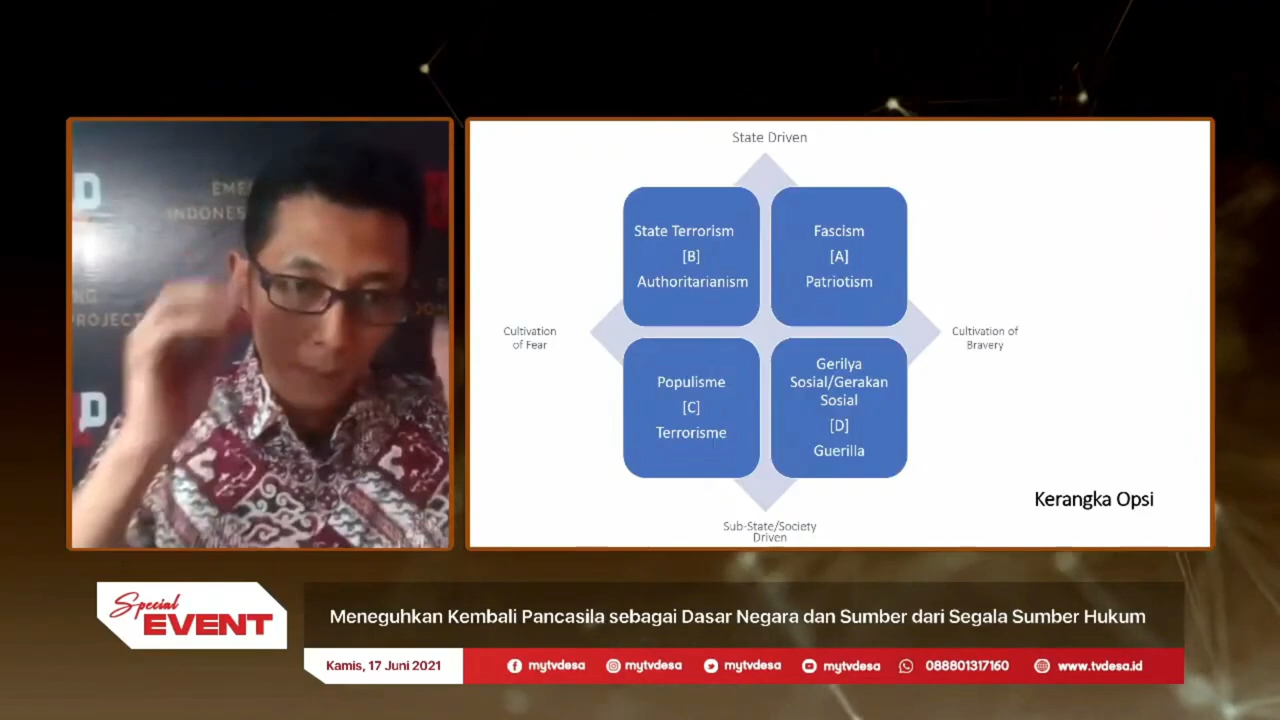 State Driven
State Terrorism
[B]
Authoritarianism
Fascism
[A]
Patriotism
Cultivation
of Fear
Cultivation of
Bravery
Populisme
[C]
Terrorisme
Gerilya
Sosial/Gerakan
Sosial
[D]
Guerilla
Kerangka Opsi
Sub-State/Society
Driven
Special
EVENT
Meneguhkan Kembali Pancasila sebagai Dasar Negara dan Sumber dari Segala Sumber Hukum
Kamis, 17 Juni 2021
mytvdesa
mytvdesa
mytvdesa
mytvdesa
088801317160
www.tvdesa.id